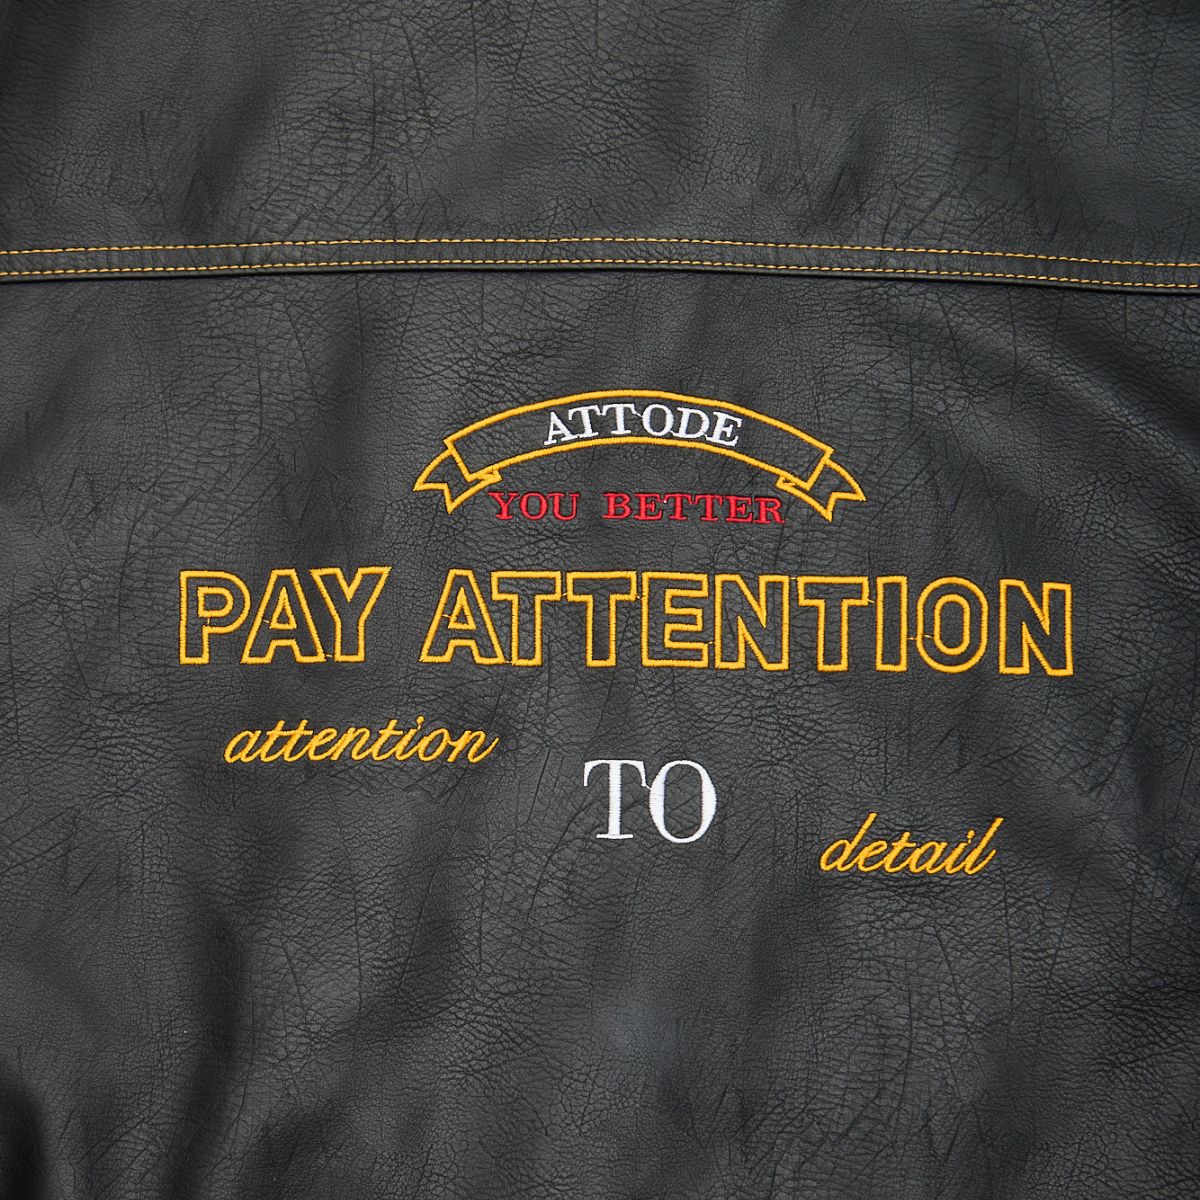 ATTODE
YOU BETTER
PAY ATTENTION
attention
TO
detail